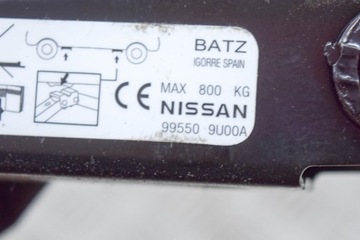 BATZ
IGORRE SPAIN
CE MAX 800 KG
NISSAN
99550 9U00A